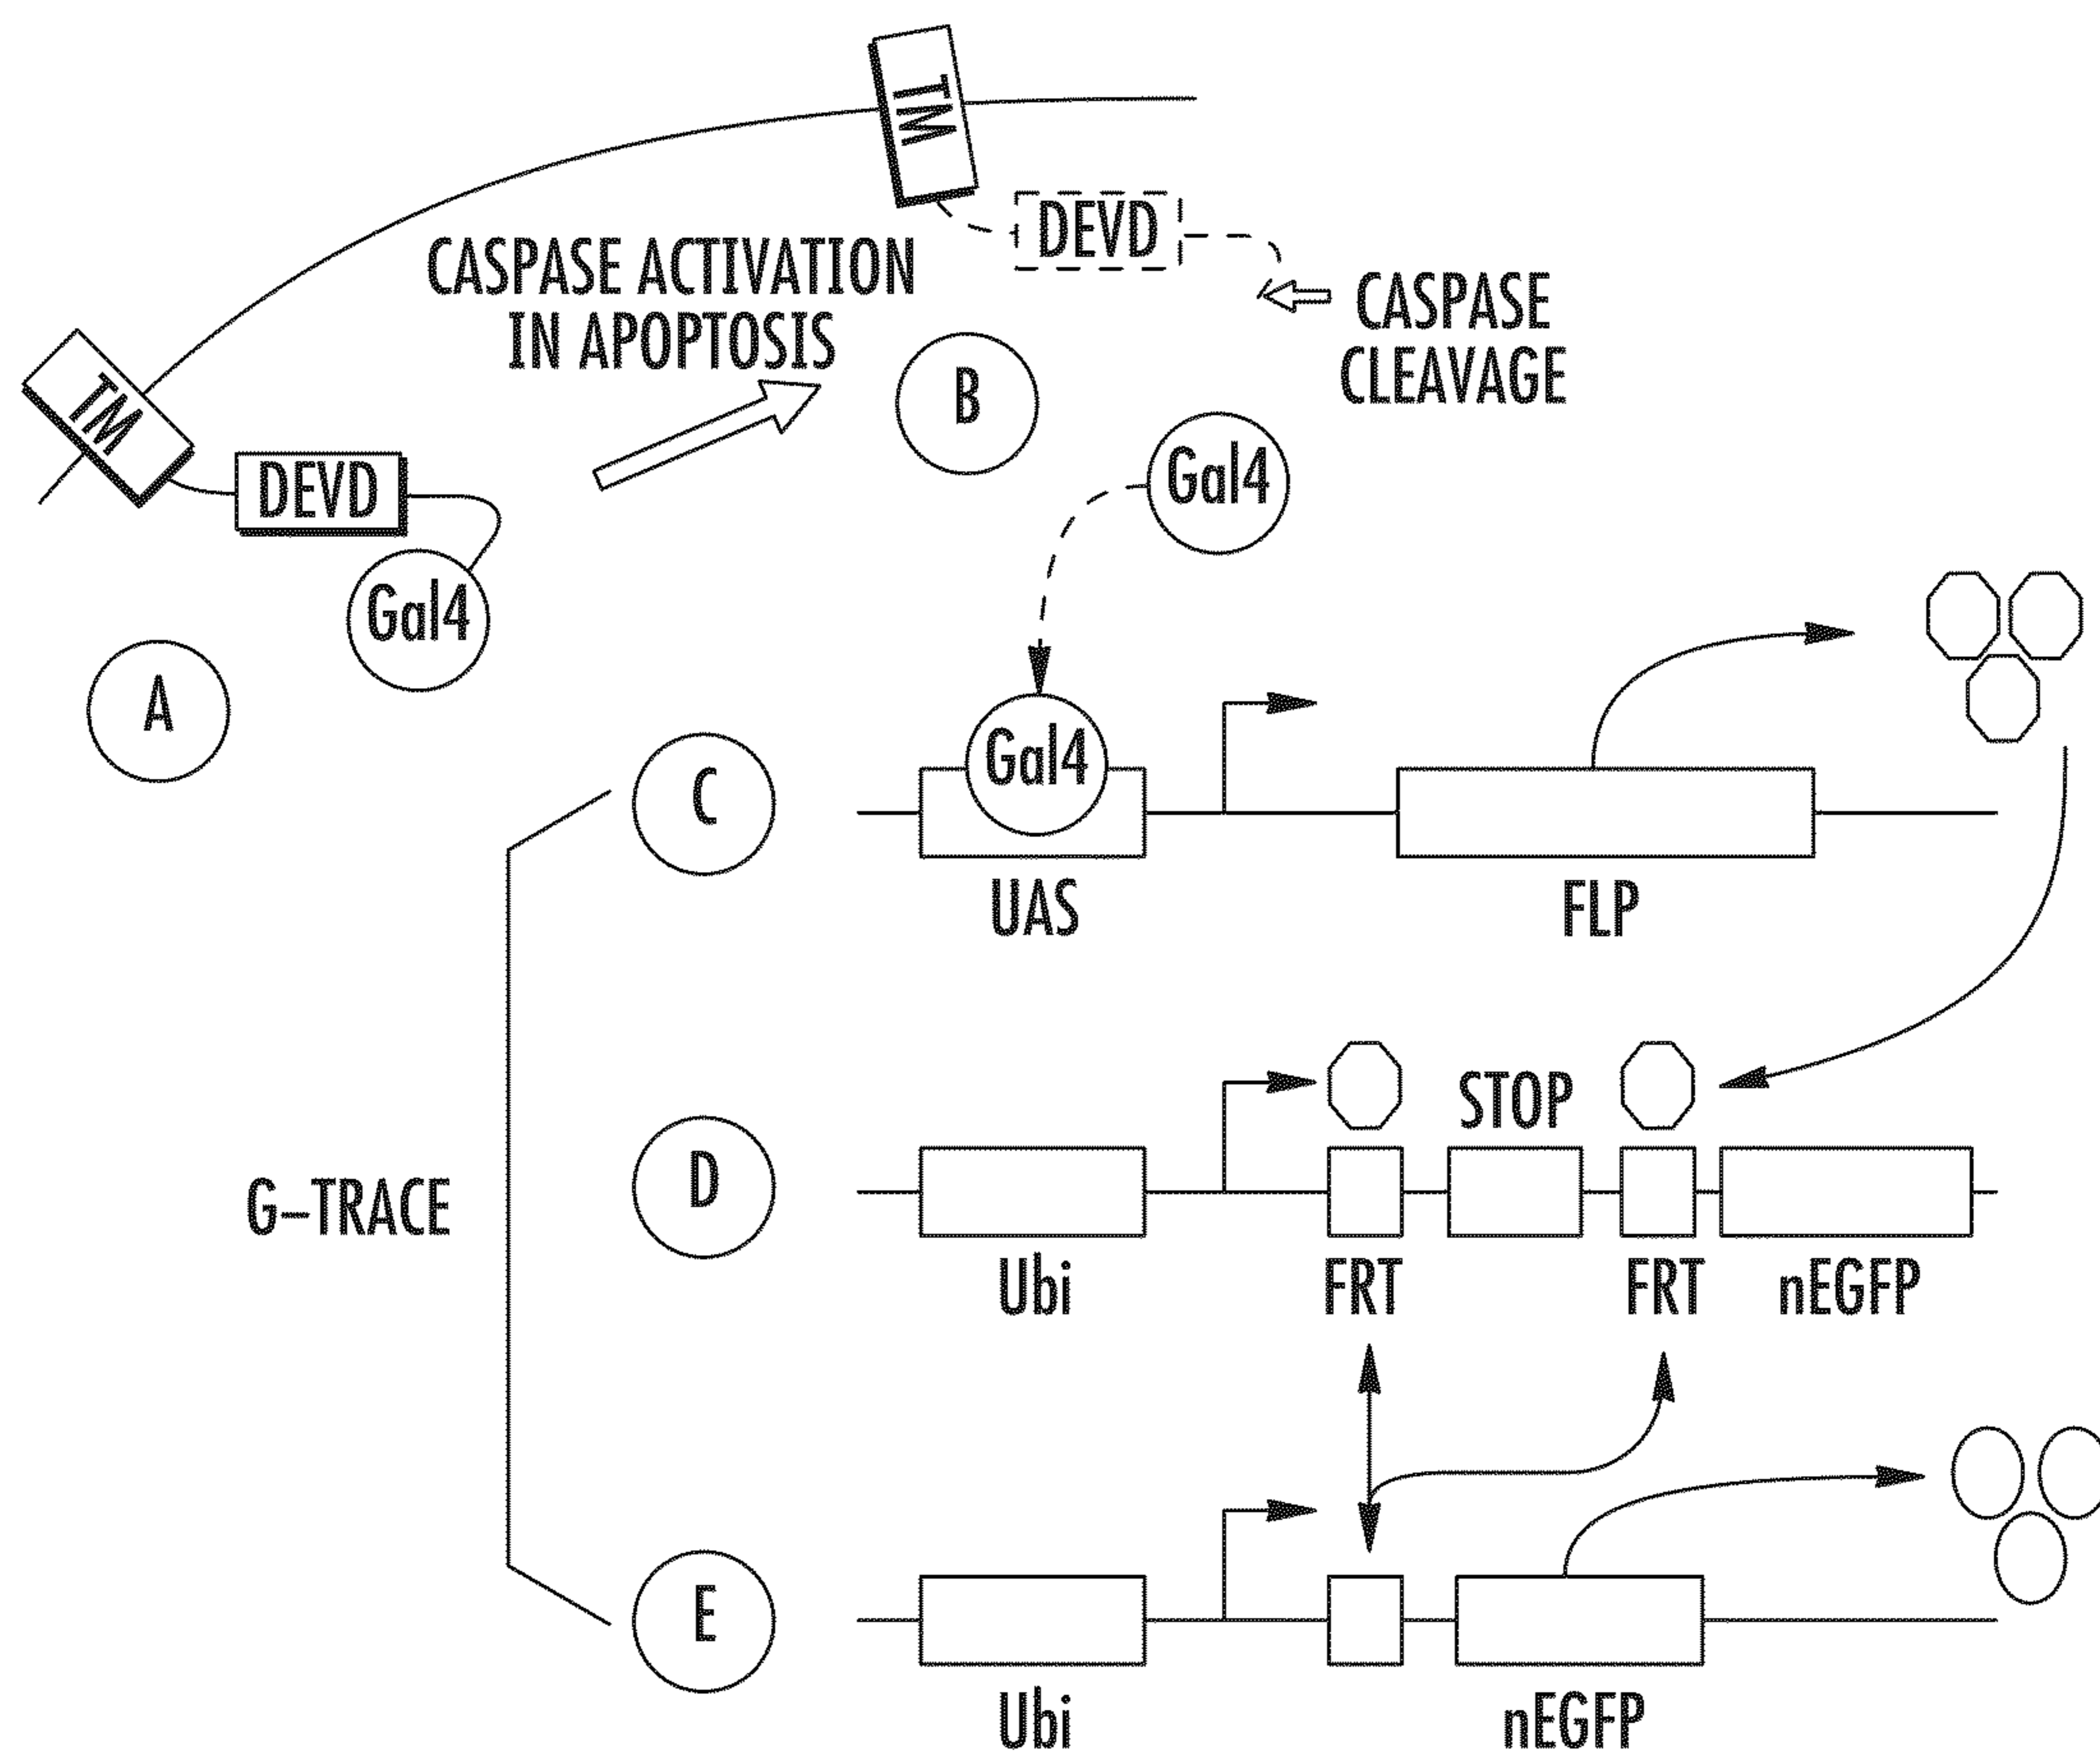 TM
DEVD
CASPASE ACTIVATION
IN APOPTOSIS
CASPASE
CLEAVAGE
TM
DEVD
Gal4
A
B
Gal4
C
Gal4
UAS
FLP
G–TRACE
D
STOP
Ubi
FRT
FRT
nEGFP
E
Ubi
nEGFP